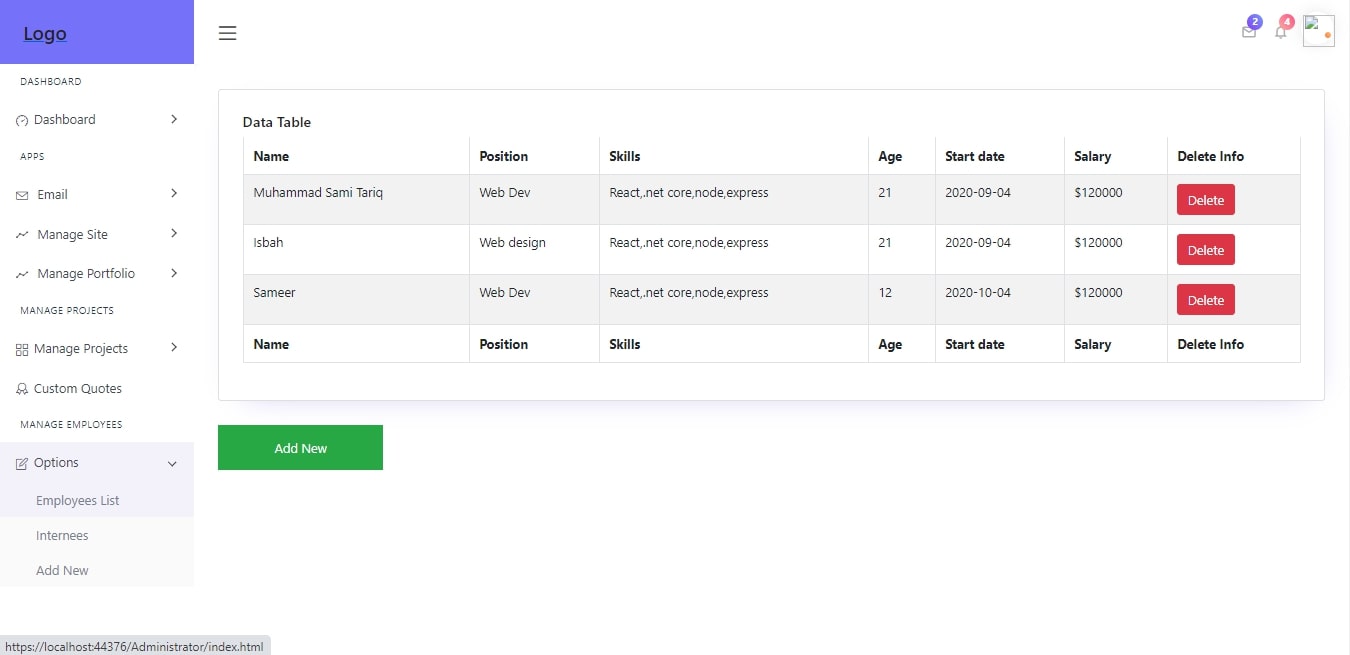 Logo
2
4
DASHBOARD
Dashboard
APPS
Email
Manage Site
Manage Portfolio
MANAGE PROJECTS
Manage Projects
Custom Quotes
MANAGE EMPLOYEES
Options
Employees List
Internees
Add New
Data Table
Name Position Skills Age Start date Salary Delete Info
Muhammad Sami Tariq Web Dev React,.net core,node,express 21 2020-09-04 $120000 Delete
Isbah Web design React,.net core,node,express 21 2020-09-04 $120000 Delete
Sameer Web Dev React,.net core,node,express 12 2020-10-04 $120000 Delete
Name Position Skills Age Start date Salary Delete Info
Add New
https://localhost:44376/Administrator/index.html